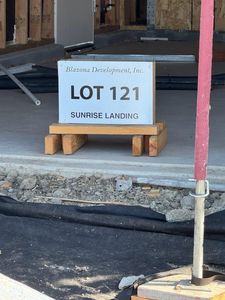 Blazona Development, Inc.
LOT 121
SUNRISE LANDING